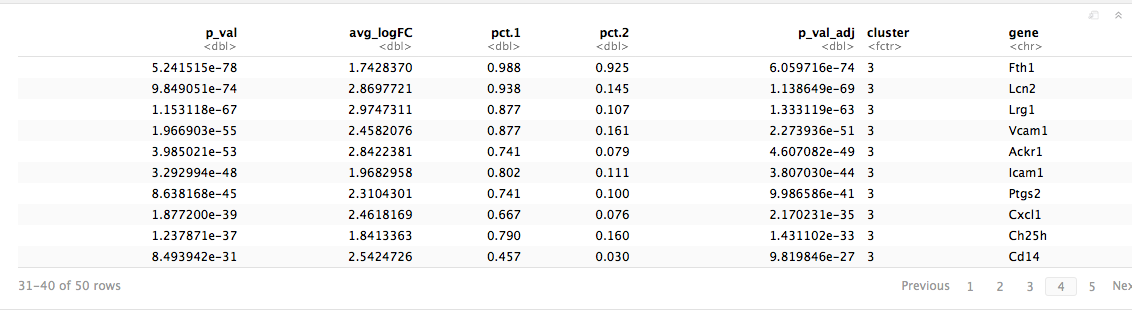 p_val avg_logFC pct.1 pct.2 p_val_adj cluster gene
<dbl> <dbl> <dbl> <dbl> <dbl> <fctr> <chr>
5.241515e-78 1.7428370 0.988 0.925 6.059716e-74 3 Fth1
9.849051e-74 2.8697721 0.938 0.145 1.138649e-69 3 Lcn2
1.153118e-67 2.9747311 0.877 0.107 1.333119e-63 3 Lrg1
1.966903e-55 2.4582076 0.877 0.161 2.273936e-51 3 Vcam1
3.985021e-53 2.8422381 0.741 0.079 4.607082e-49 3 Ackr1
3.292994e-48 1.9682958 0.802 0.111 3.807030e-44 3 Icam1
8.638168e-45 2.3104301 0.741 0.100 9.986586e-41 3 Ptgs2
1.877200e-39 2.4618169 0.667 0.076 2.170231e-35 3 Cxcl1
1.237871e-37 1.8413363 0.790 0.160 1.431102e-33 3 Ch25h
8.493942e-31 2.5424726 0.457 0.030 9.819846e-27 3 Cd14
31-40 of 50 rows Previous 1 2 3 4 5 Nex